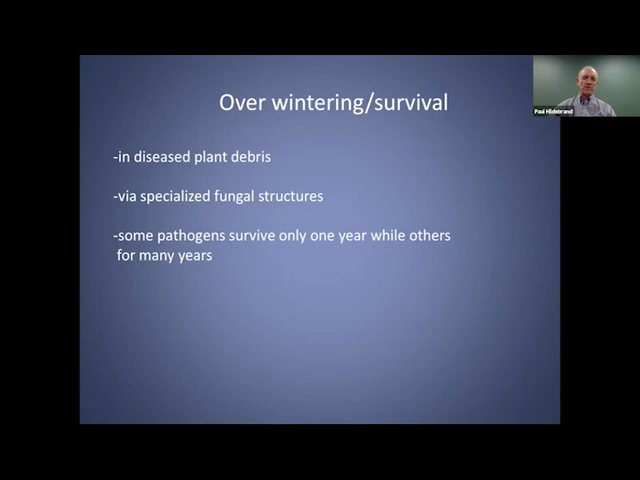 Over wintering/survival
Paul Hildebrand
-in diseased plant debris
-via specialized fungal structures
-some pathogens survive only one year while others
for many years